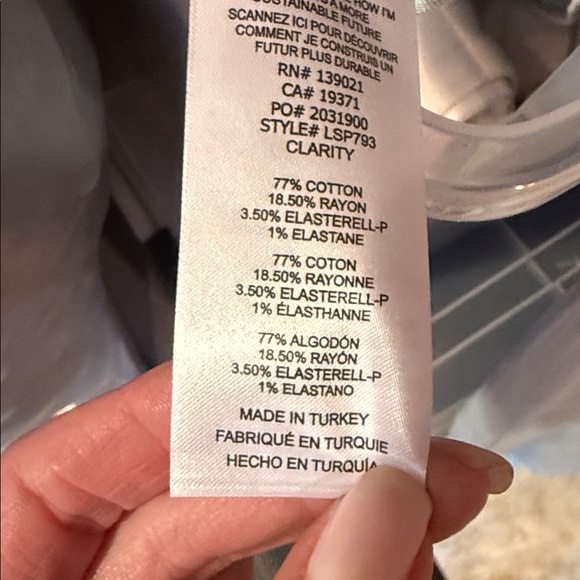 HOW I'M
A MORE
SUSTAINABLE FUTURE
SCANNEZ ICI POUR DÉCOUVRIR
COMMENT JE CONSTRUIS UN
FUTUR PLUS DURABLE
RN# 139021
CA# 19371
PO# 2031900
STYLE# LSP793
CLARITY
77% COTTON
18.50% RAYON
3.50% ELASTERELL-P
1% ELASTANE
77% COTON
18.50% RAYONNE
3.50% ELASTERELL-P
1% ÉLASTHANNE
77% ALGODÓN
18.50% RAYÓN
3.50% ELASTERELL-P
1% ELASTANO
MADE IN TURKEY
FABRIQUÉ EN TURQUIE
HECHO EN TURQUÍA